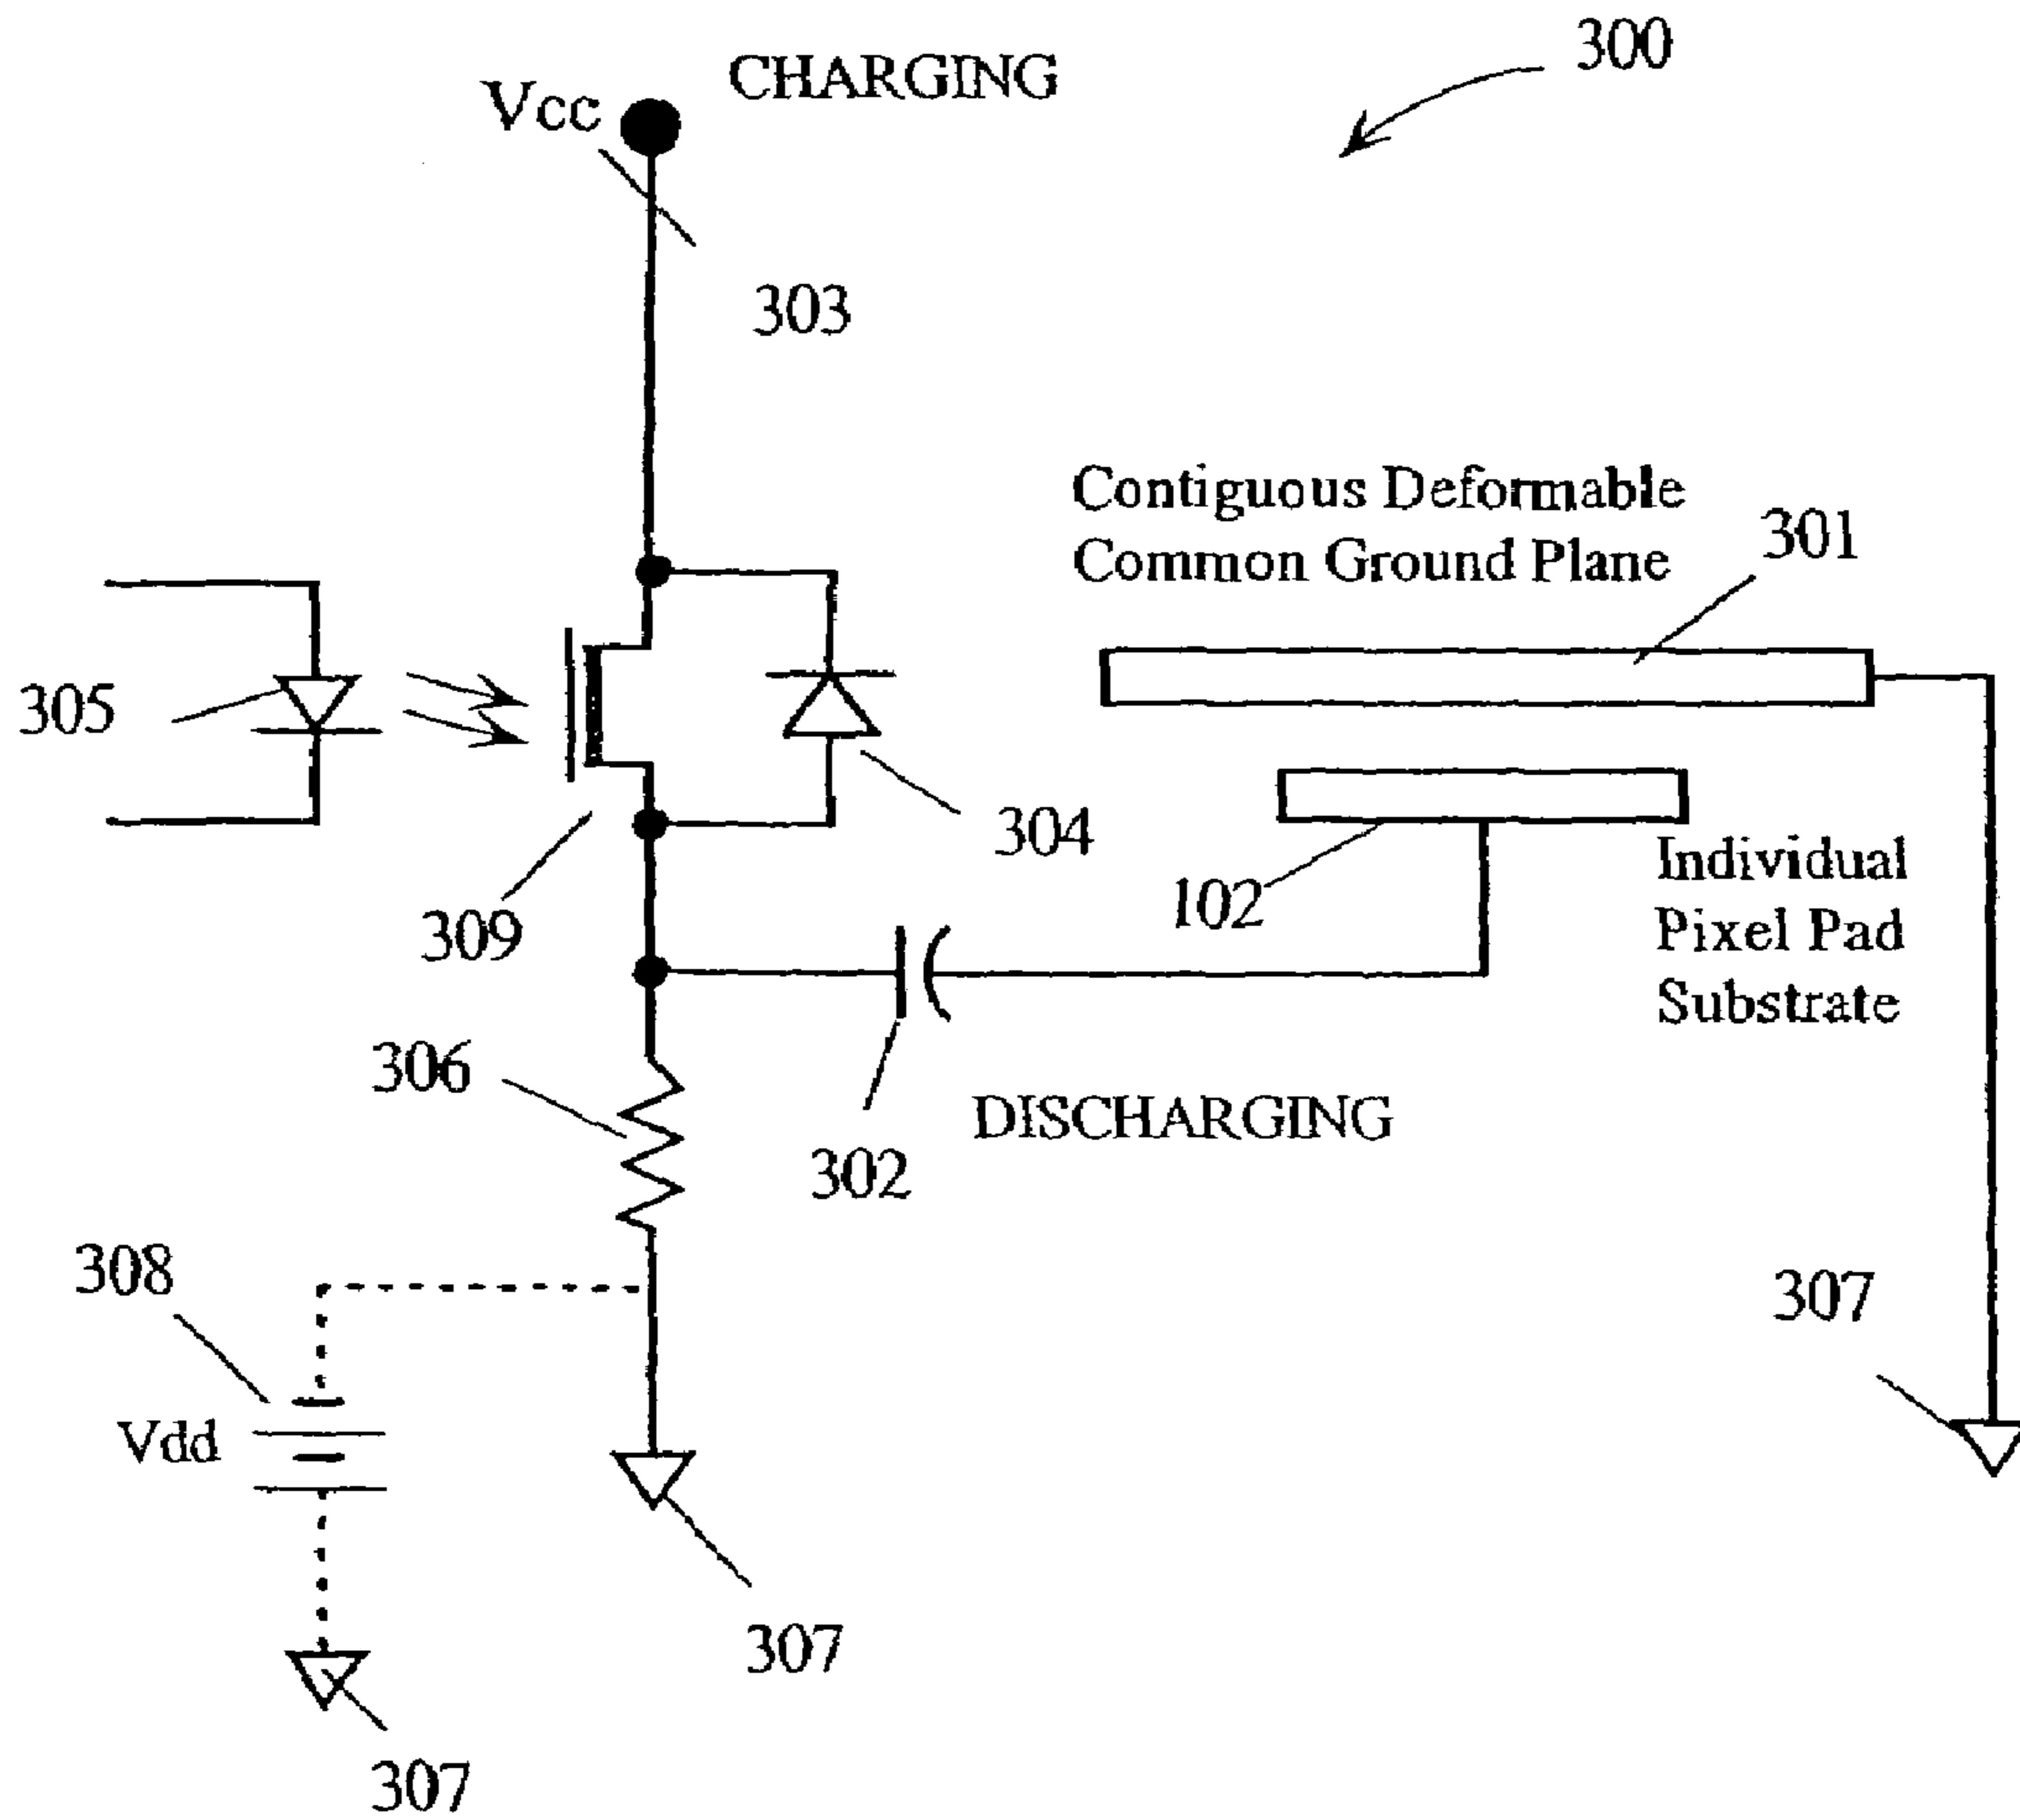 300
CHARGING
Vcc
303
Contiguous Deformable
Common Ground Plane
301
305
304
102
Individual
Pixel Pad
Substrate
309
306
DISCHARGING
302
308
307
Vdd
307
307